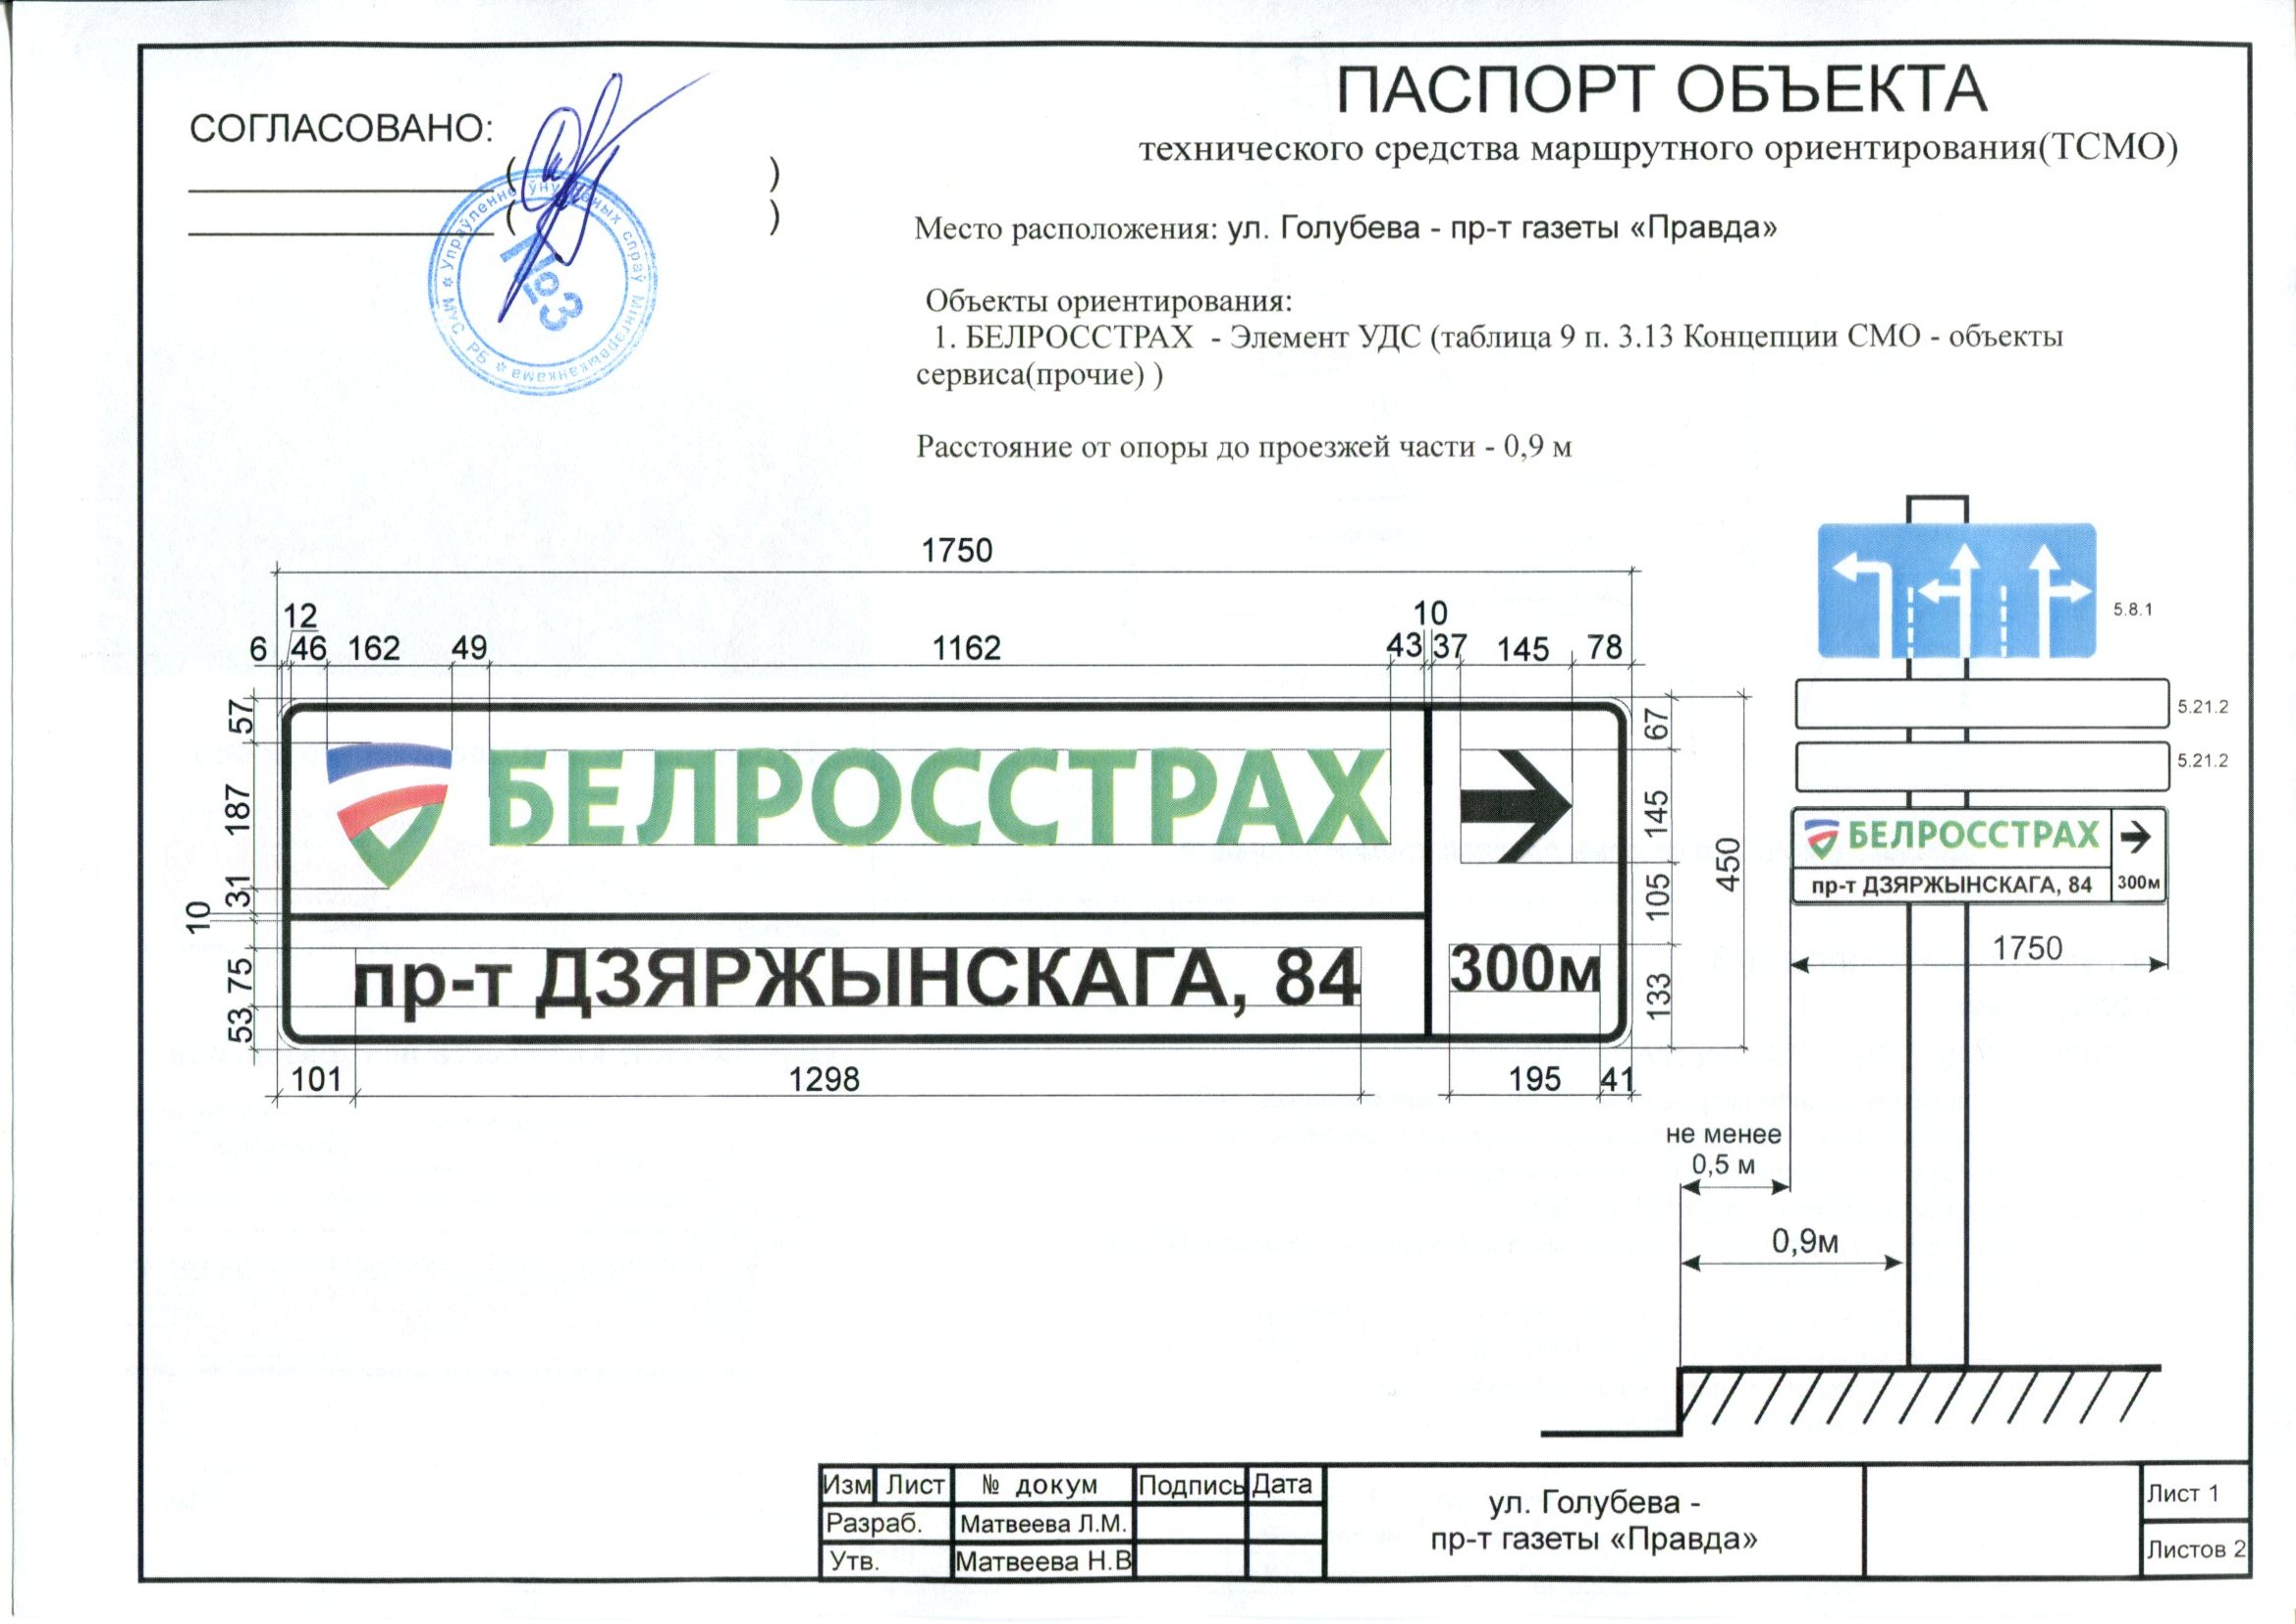 СОГЛАСОВАНО:
ПАСПОРТ ОБЪЕКТА
технического средства маршрутного ориентирования(ТСМО)
Место расположения: ул. Голубева - пр-т газеты «Правда»
Объекты ориентирования:
1. БЕЛРОССТРАХ - Элемент УДС (таблица 9 п. 3.13 Концепции СМО - объекты
сервиса(прочие) )
Расстояние от опоры до проезжей части - 0,9 м
( )
( )
Упраўленне ўнутраных спраў Мінгарвыканкама * МУС РБ *
№3
1750
12
10
6 46 162 49 1162 43 37 145 78
57
187
31
10
75
53
БЕЛРОССТРАХ
пр-т ДЗЯРЖЫНСКАГА, 84
300м
67
145
105
133
450
101 1298 195 41
5.8.1
5.21.2
5.21.2
БЕЛРОССТРАХ
пр-т ДЗЯРЖЫНСКАГА, 84
300м
1750
не менее
0,5 м
0,9м
Изм Лист № докум Подпись Дата
Разраб. Матвеева Л.М.
Утв. Матвеева Н.В
ул. Голубева -
пр-т газеты «Правда»
Лист 1
Листов 2